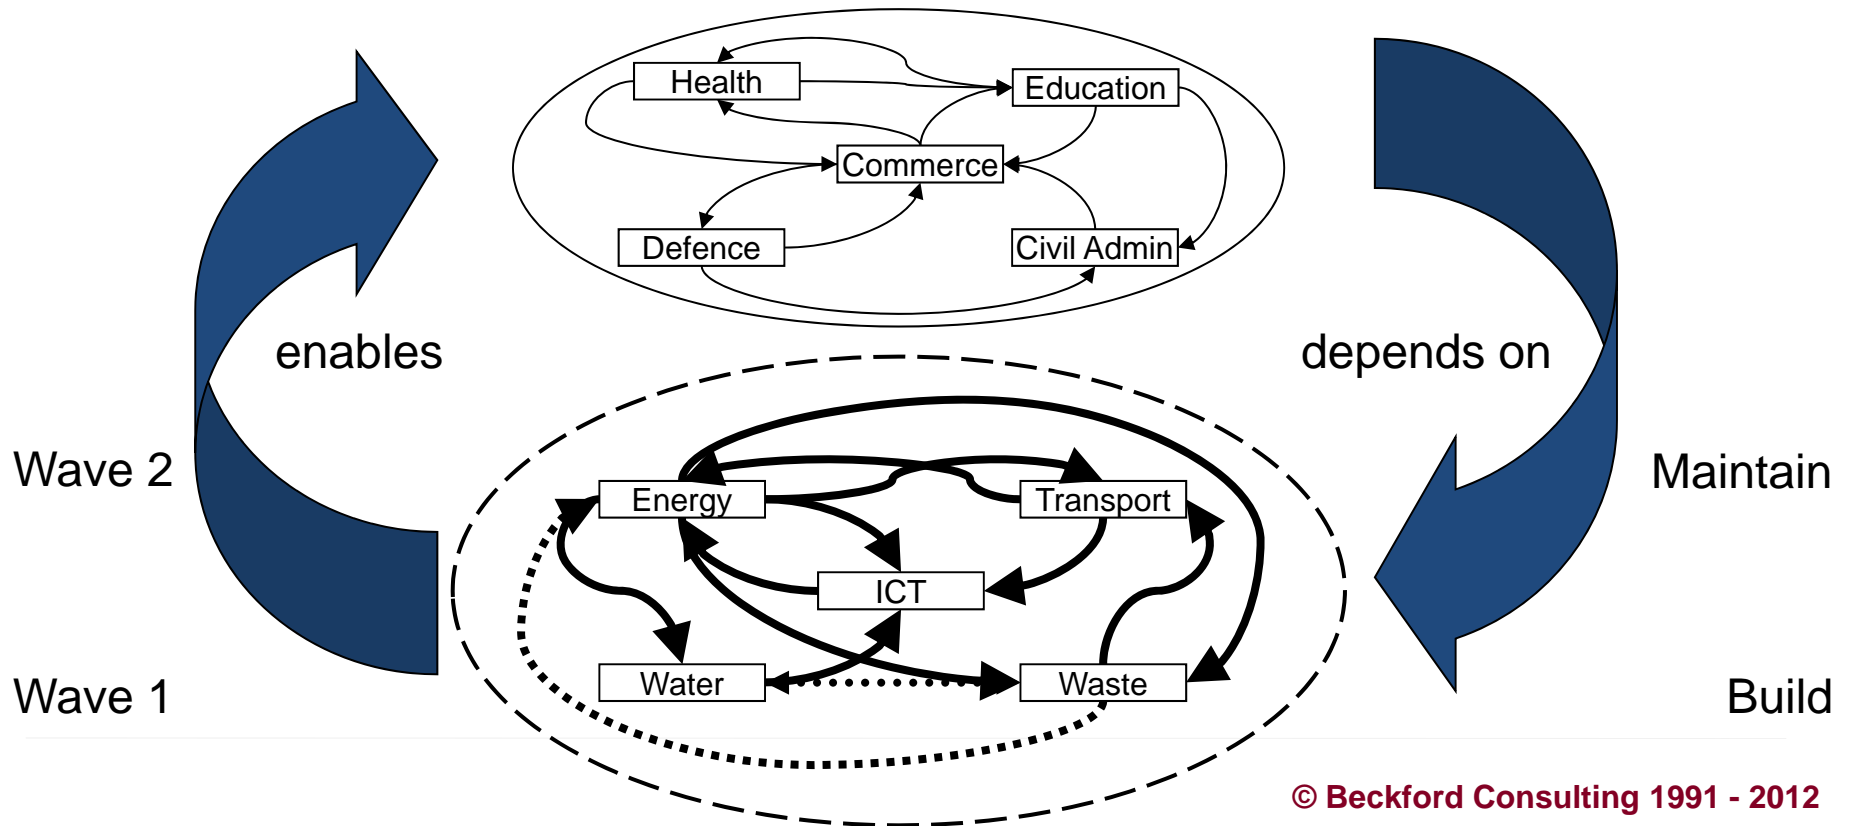 Health
Education
Commerce
Defence
Civil Admin
enables
depends on
Wave 2
Maintain
Energy
Transport
ICT
Water
Waste
Wave 1
Build
© Beckford Consulting 1991 - 2012